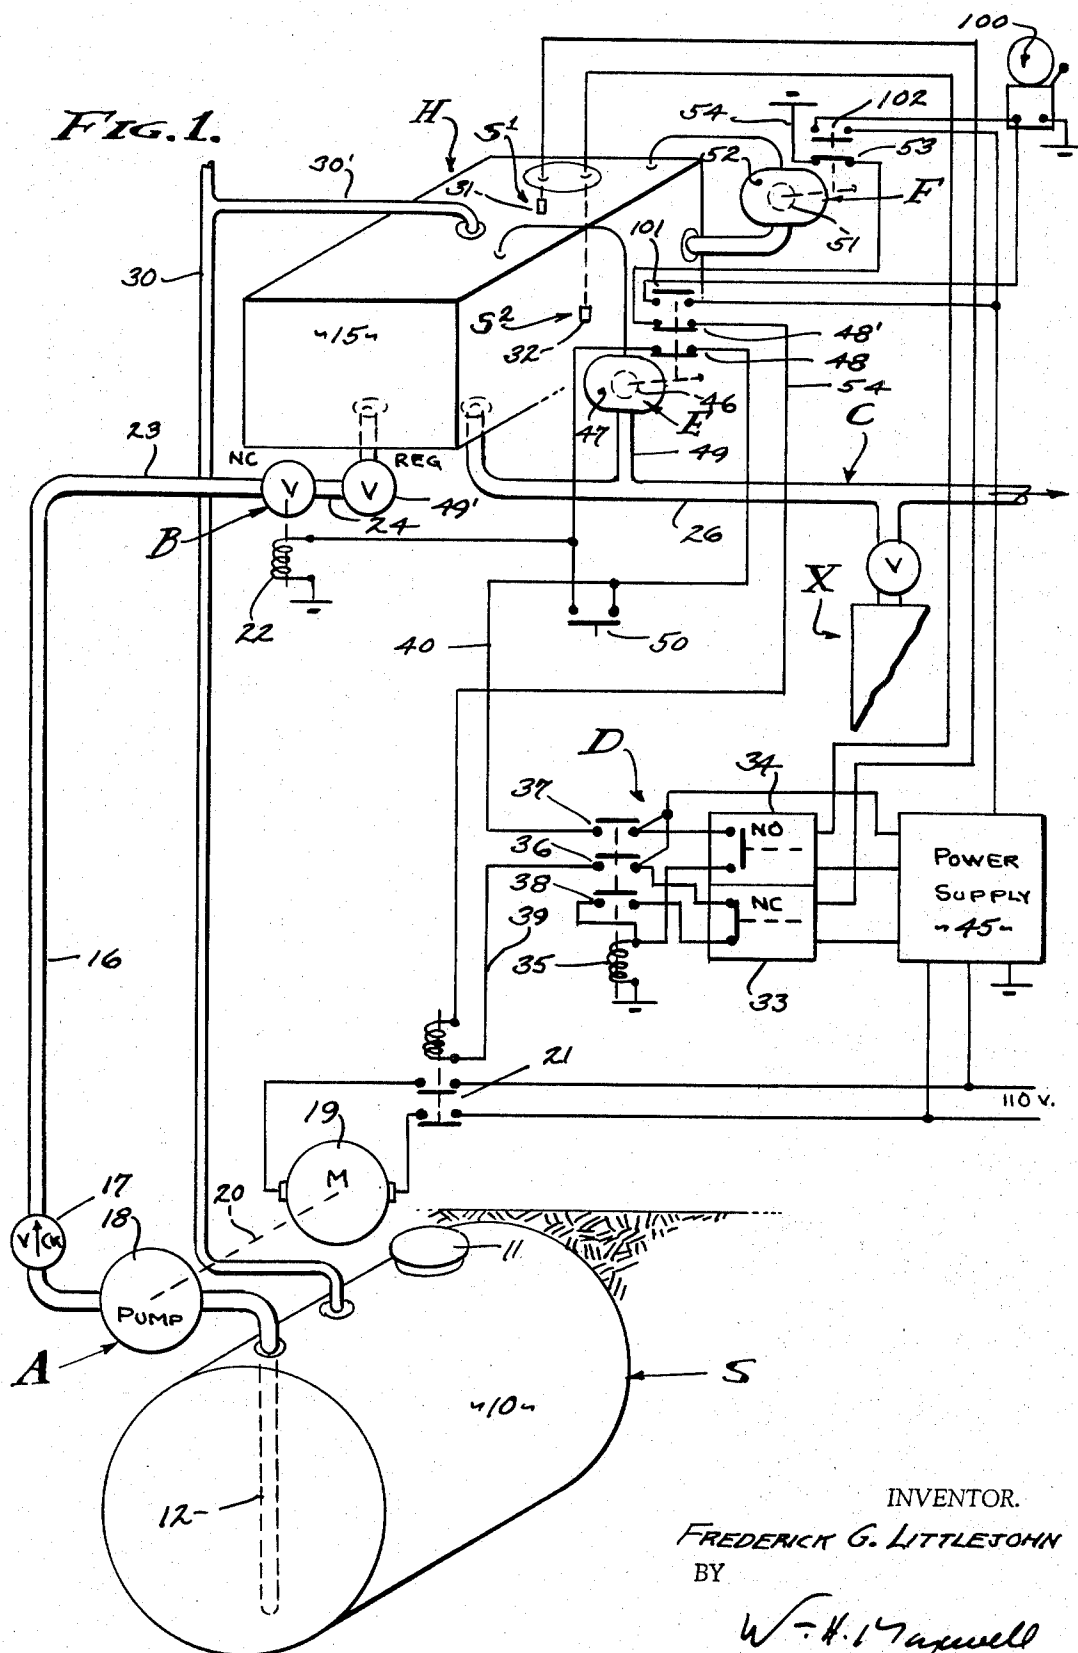 100
FIG. 1.
H
S1
54
102
30'
31
52
53
F
51
101
30
~15~
S2
32
48'
48
54
46
47
E
49
C
23
NC
REG
V
V
49'
B
24
26
V
X
22
40
50
D
34
37
NO
36
POWER
SUPPLY
~45~
38
NC
39
35
33
16
21
110 V.
19
M
17
18
20
V
CK
11
PUMP
A
S
~10~
12
INVENTOR.
FREDERICK G. LITTLEJOHN
BY
W. H. Maxwell